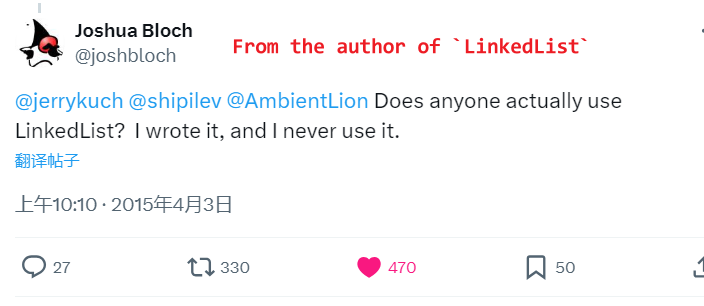 Joshua Bloch
From the author of `LinkedList`
@joshbloch
@jerrykuch @shipilev @AmbientLion Does anyone actually use
LinkedList? I wrote it, and I never use it.
翻译帖子
上午10:10 · 2015年4月3日
27 330 470 50